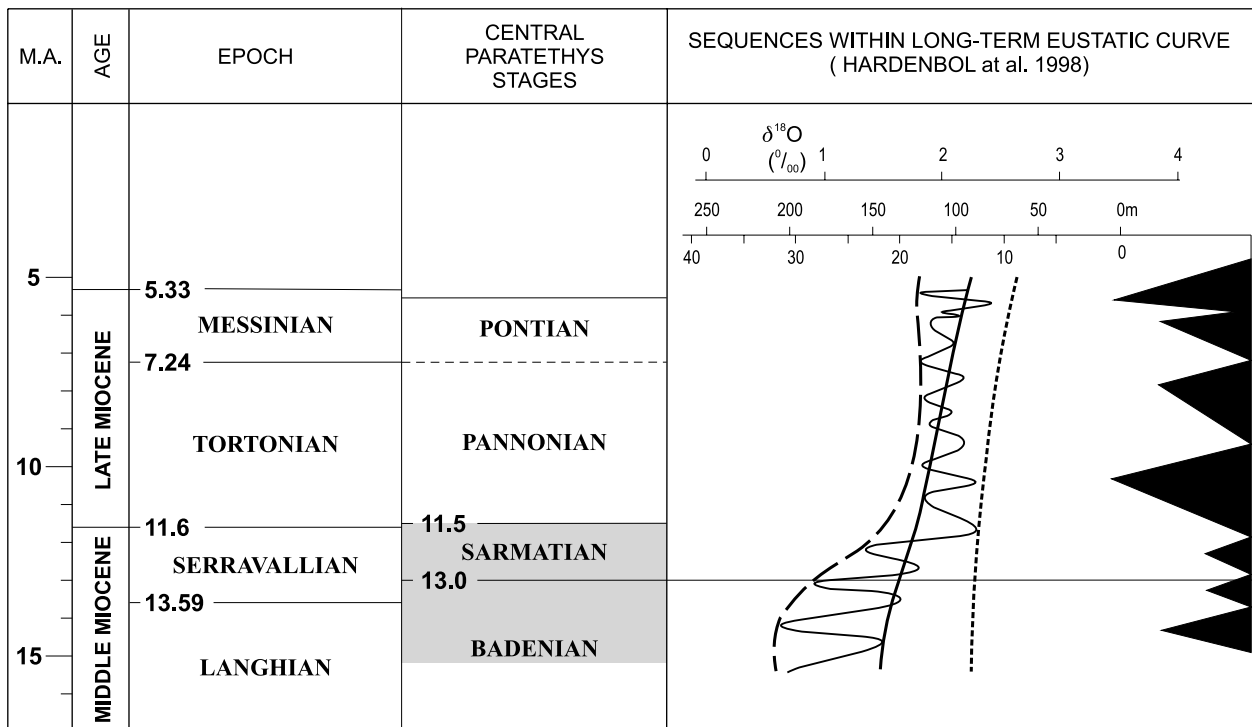 M.A.
AGE
EPOCH
CENTRAL
PARATETHYS
STAGES
SEQUENCES WITHIN LONG-TERM EUSTATIC CURVE
( HARDENBOL at al. 1998)
δ18O
(0/00)
0 1 2 3 4
250 200 150 100 50 0m
40 30 20 10 0
5
10
15
LATE MIOCENE
MIDDLE MIOCENE
5.33
MESSINIAN
7.24
TORTONIAN
11.6
SERRAVALLIAN
13.59
LANGHIAN
PONTIAN
PANNONIAN
11.5
SARMATIAN
13.0
BADENIAN